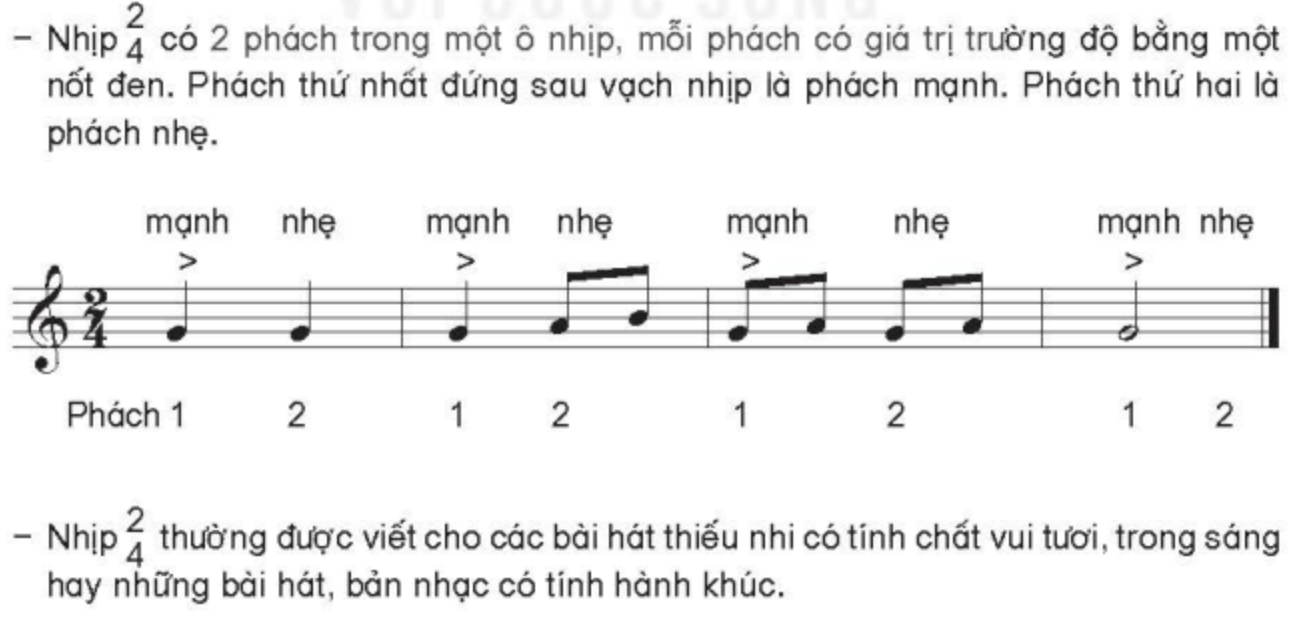 – Nhịp 2/4 có 2 phách trong một ô nhịp, mỗi phách có giá trị trường độ bằng một
nốt đen. Phách thứ nhất đứng sau vạch nhịp là phách mạnh. Phách thứ hai là
phách nhẹ.
mạnh nhẹ mạnh nhẹ mạnh nhẹ mạnh nhẹ
> > > >
2/4
Phách 1 2 1 2 1 2 1 2
– Nhịp 2/4 thường được viết cho các bài hát thiếu nhi có tính chất vui tươi, trong sáng
hay những bài hát, bản nhạc có tính hành khúc.